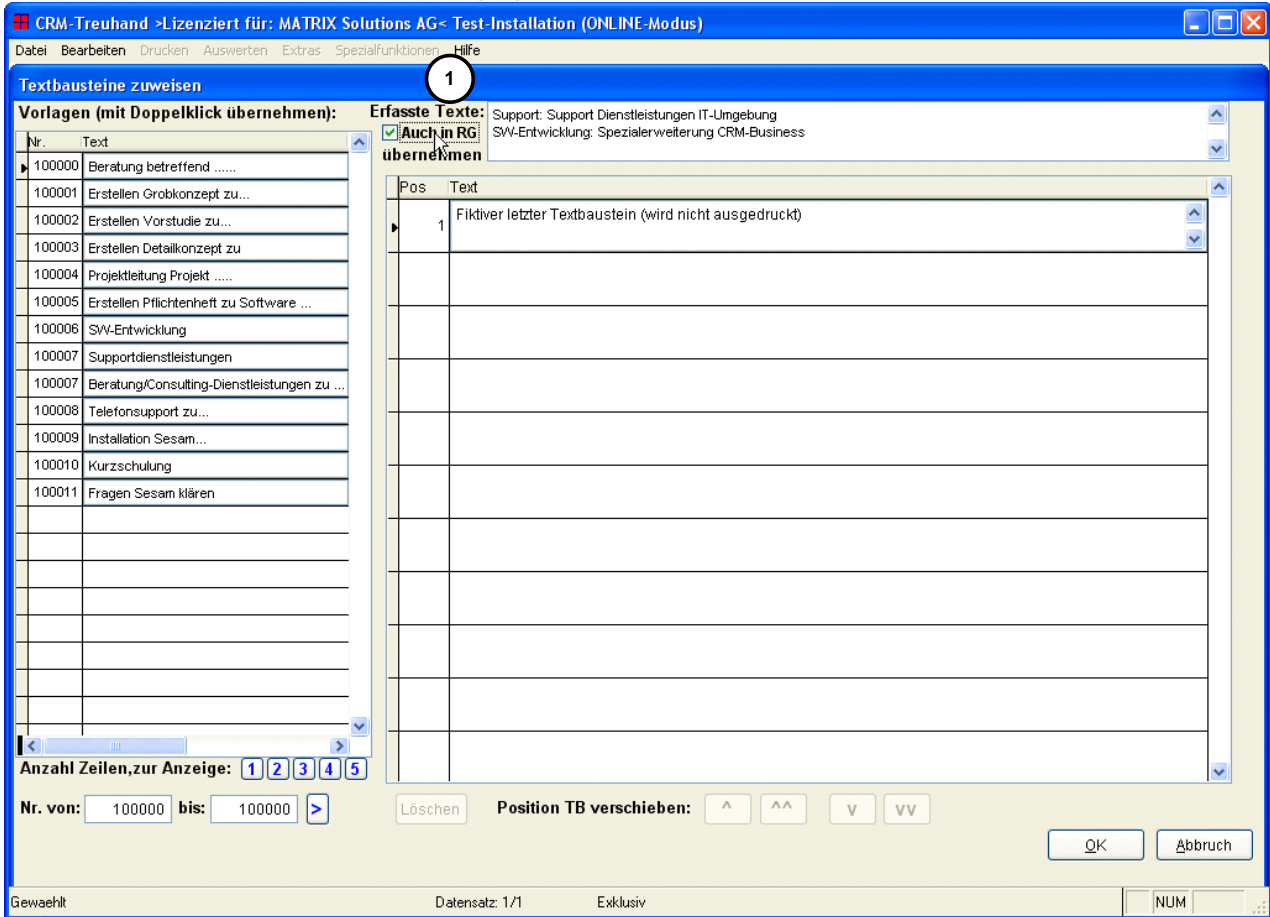 CRM-Treuhand >Lizenziert für: MATRIX Solutions AG< Test-Installation (ONLINE-Modus)
Datei Bearbeiten Drucken Auswerten Extras Spezialfunktionen Hilfe
Textbausteine zuweisen
1
Vorlagen (mit Doppelklick übernehmen):
Nr. Text
100000 Beratung betreffend ......
100001 Erstellen Grobkonzept zu...
100002 Erstellen Vorstudie zu...
100003 Erstellen Detailkonzept zu
100004 Projektleitung Projekt .....
100005 Erstellen Pflichtenheft zu Software ...
100006 SW-Entwicklung
100007 Supportdienstleistungen
100007 Beratung/Consulting-Dienstleistungen zu ...
100008 Telefonsupport zu...
100009 Installation Sesam...
100010 Kurzschulung
100011 Fragen Sesam klären
Anzahl Zeilen,zur Anzeige: 1 2 3 4 5
Nr. von: 100000 bis: 100000 >
Erfasste Texte:
Auch in RG
übernehmen
Support: Support Dienstleistungen IT-Umgebung
SW-Entwicklung: Spezialerweiterung CRM-Business
Pos Text
1 Fiktiver letzter Textbaustein (wird nicht ausgedruckt)
Löschen Position TB verschieben: ^ ^^ v vv
OK Abbruch
Gewaehlt Datensatz: 1/1 Exklusiv NUM